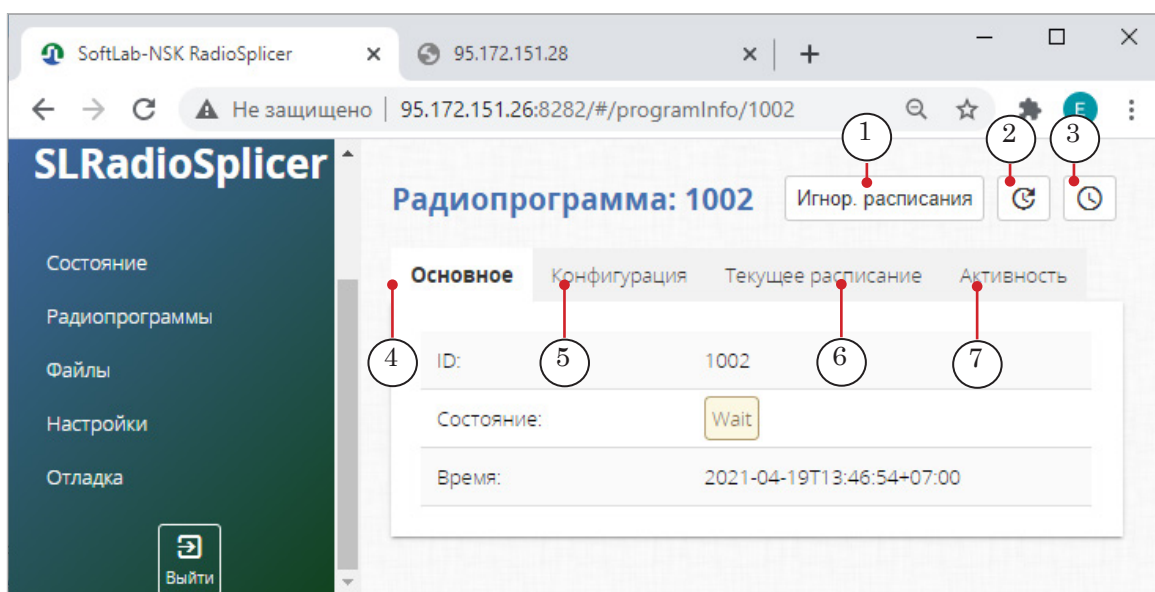 SoftLab-NSK RadioSplicer
95.172.151.28
Не защищено
95.172.151.26:8282/#/programInfo/1002
E
SLRadioSplicer
Состояние
Радиопрограммы
Файлы
Настройки
Отладка
Выйти
1
2
3
Радиопрограмма: 1002
Игнор. расписания
Основное
Конфигурация
Текущее расписание
Активность
4
5
6
7
ID:
1002
Состояние:
Wait
Время:
2021-04-19T13:46:54+07:00